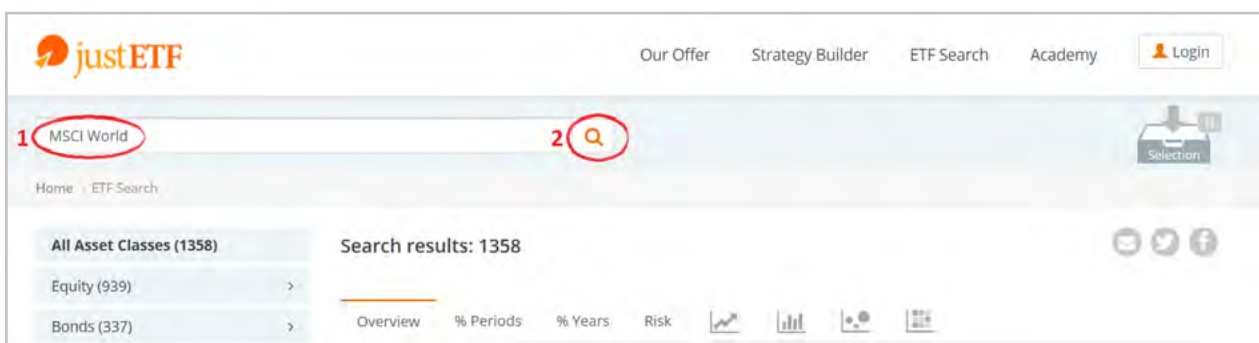 justETF
Our Offer Strategy Builder ETF Search Academy Login
1 MSCI World 2
Selection
Home ETF Search
All Asset Classes (1358)
Search results: 1358
Equity (939)
Overview % Periods % Years Risk
Bonds (337)